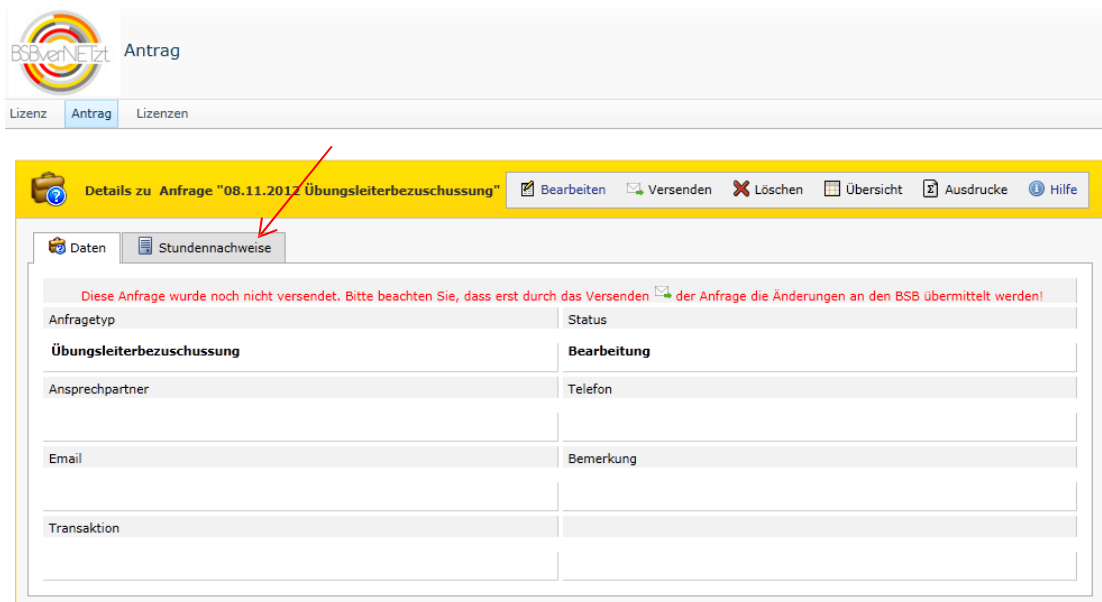 BSBverNETzt
Antrag
Lizenz Antrag Lizenzen
Details zu Anfrage "08.11.2012 Übungsleiterbezuschussung" Bearbeiten Versenden Löschen Übersicht Ausdrucke Hilfe
Daten Stundennachweise
Diese Anfrage wurde noch nicht versendet. Bitte beachten Sie, dass erst durch das Versenden der Anfrage die Änderungen an den BSB übermittelt werden!
Anfragetyp Status
Übungsleiterbezuschussung Bearbeitung
Ansprechpartner Telefon
Email Bemerkung
Transaktion